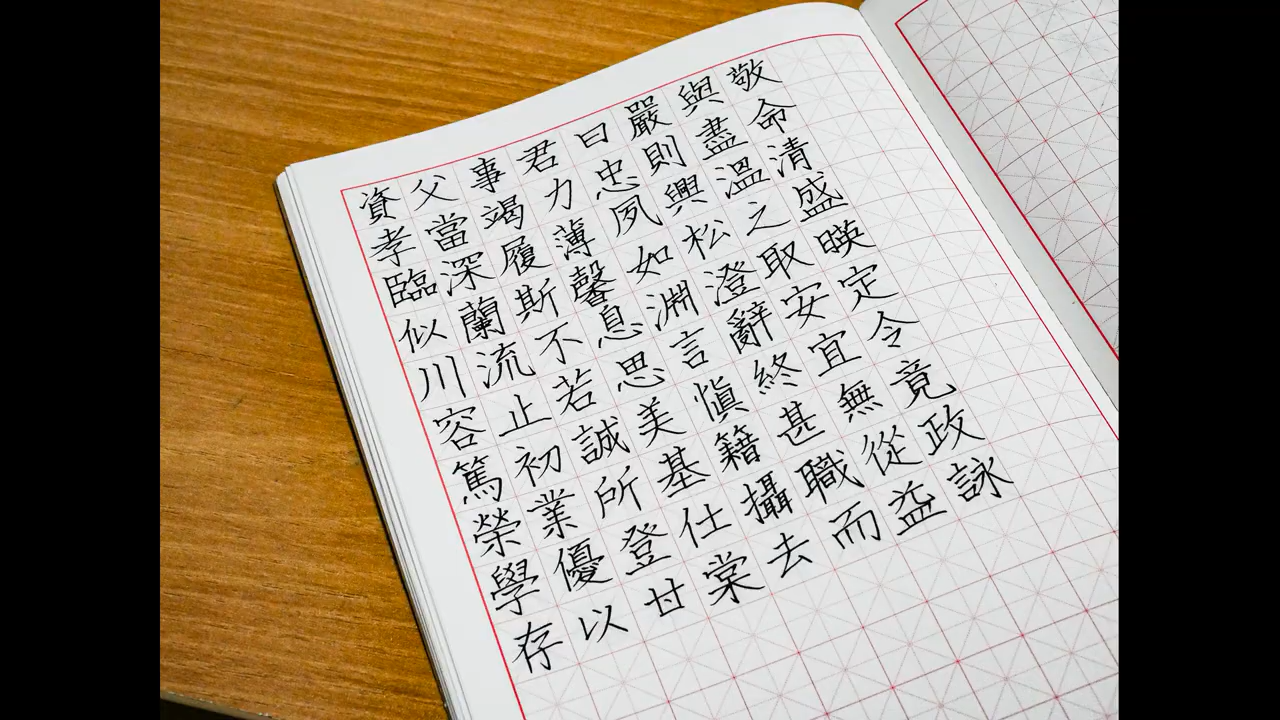 資父事君曰嚴與敬
孝當竭力忠則盡命
臨深履薄夙興溫清
似蘭斯馨如松之盛
川流不息淵澄取暎
容止若思言辭安定
篤初誠美愼終宜令
榮業所基籍甚無竟
學優登仕攝職從政
存以甘棠去而益詠